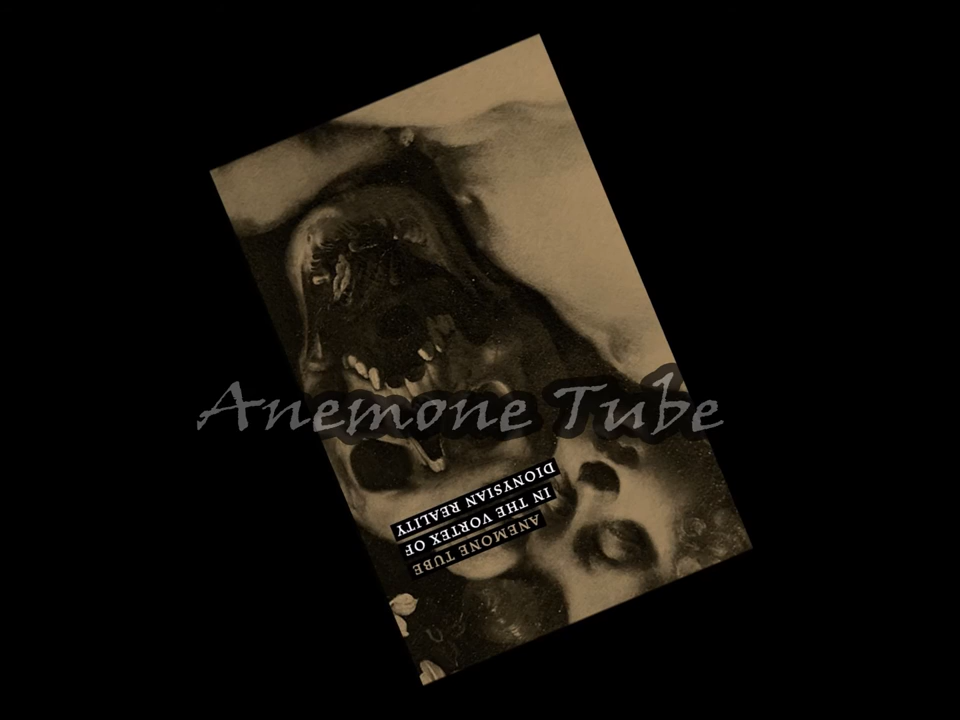 Anemone Tube
ANEMONE TUBE
IN THE VORTEX OF
DIONYSIAN REALITY